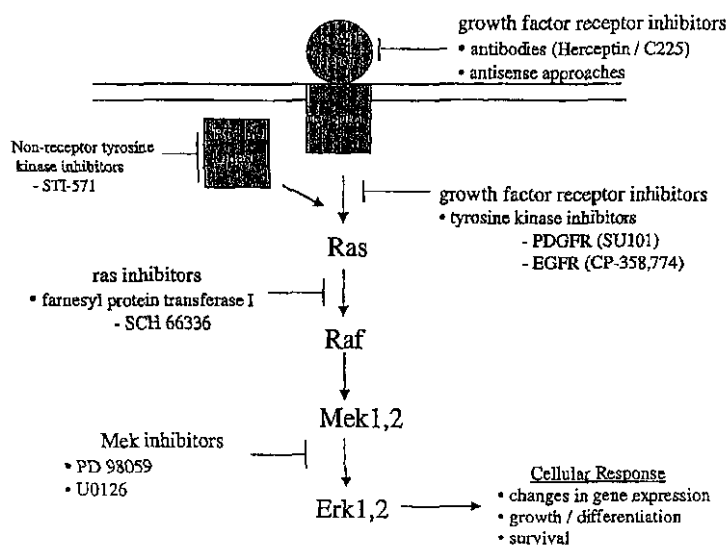 growth factor receptor inhibitors
• antibodies (Herceptin / C225)
• antisense approaches
Non-receptor tyrosine
kinase inhibitors
- STI-571
growth factor receptor inhibitors
• tyrosine kinase inhibitors
- PDGFR (SU101)
- EGFR (CP-358,774)
Ras
ras inhibitors
• farnesyl protein transferase I
- SCH 66336
Raf
Mek1,2
Mek inhibitors
• PD 98059
• U0126
Erk1,2
Cellular Response
• changes in gene expression
• growth / differentiation
• survival